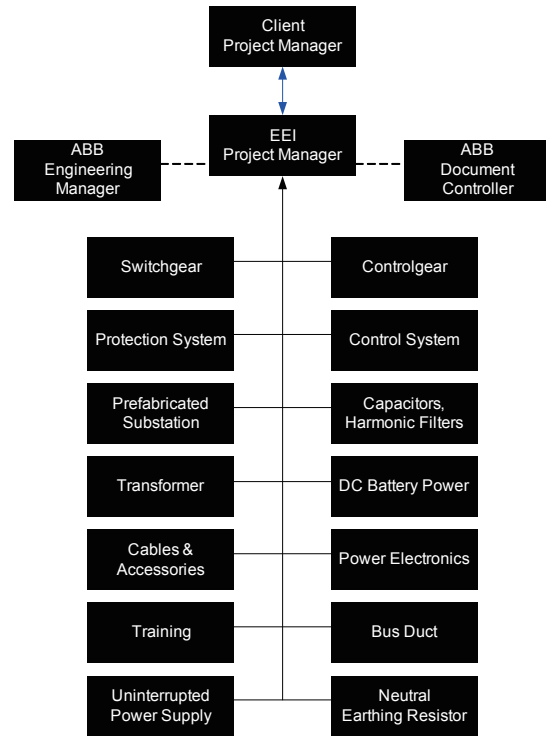 Client
Project Manager
EEI
Project Manager
ABB
Engineering
Manager
ABB
Document
Controller
Switchgear
Controlgear
Protection System
Control System
Prefabricated
Substation
Capacitors,
Harmonic Filters
Transformer
DC Battery Power
Cables &
Accessories
Power Electronics
Training
Bus Duct
Uninterrupted
Power Supply
Neutral
Earthing Resistor